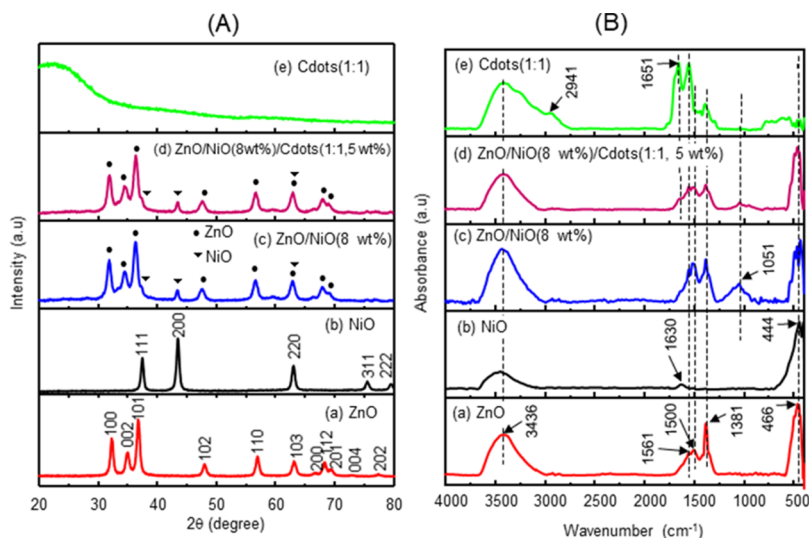 (A)
(e) Cdots(1:1)
(d) ZnO/NiO(8wt%)/Cdots(1:1,5 wt%)
ZnO
NiO
(c) ZnO/NiO(8 wt%)
(b) NiO
111
200
220
311
222
(a) ZnO
100
002
101
102
110
103
200
112
201
004
202
20 30 40 50 60 70 80
2θ (degree)
Intensity (a.u)
(B)
(e) Cdots(1:1)
2941
1651
(d) ZnO/NiO(8 wt%)/Cdots(1:1, 5 wt%)
(c) ZnO/NiO(8 wt%)
1051
(b) NiO
1630
444
(a) ZnO
3436
1561
1500
1381
466
4000 3500 3000 2500 2000 1500 1000 500
Wavenumber (cm-1)
Absorbance (a.u)